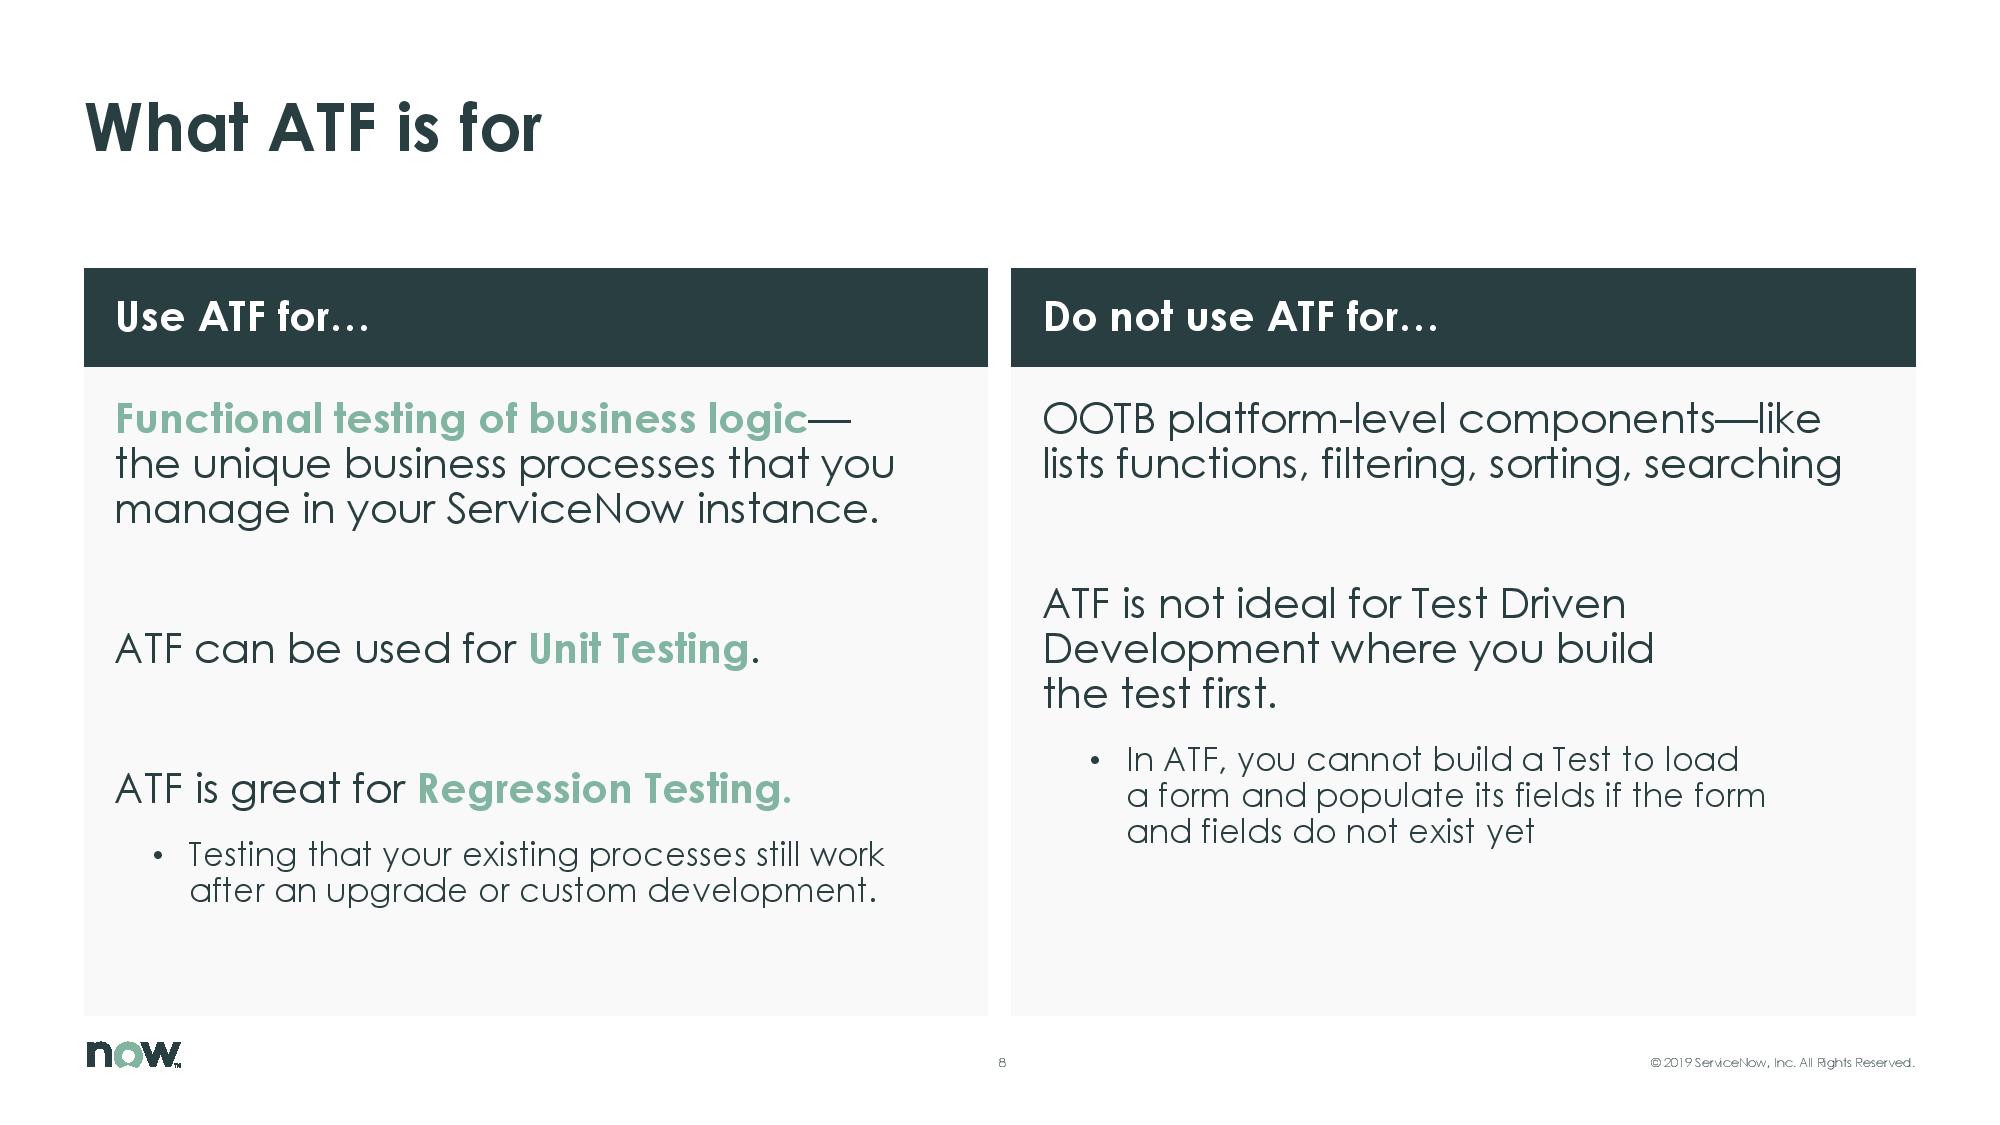 What ATF is for
Use ATF for…
Functional testing of business logic—
the unique business processes that you
manage in your ServiceNow instance.
ATF can be used for Unit Testing.
ATF is great for Regression Testing.
• Testing that your existing processes still work
after an upgrade or custom development.
Do not use ATF for…
OOTB platform-level components—like
lists functions, filtering, sorting, searching
ATF is not ideal for Test Driven
Development where you build
the test first.
• In ATF, you cannot build a Test to load
a form and populate its fields if the form
and fields do not exist yet
now™
8
© 2019 ServiceNow, Inc. All Rights Reserved.